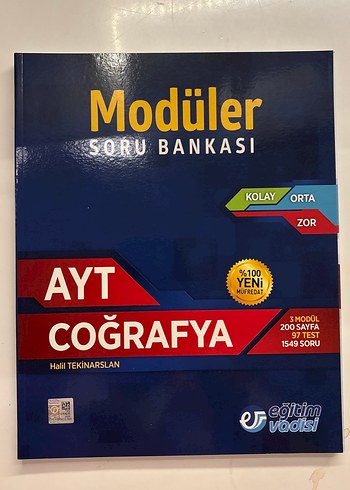 Modüler
SORU BANKASI
KOLAY
ORTA
ZOR
%100
YENİ
MÜFREDAT
AYT
COĞRAFYA
3 MODÜL
200 SAYFA
97 TEST
1549 SORU
Halil TEKİNARSLAN
eğitim
vadisi